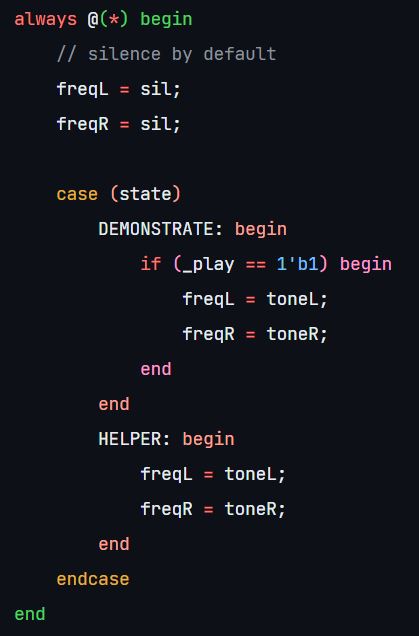 always @(*) begin
    // silence by default
    freqL = sil;
    freqR = sil;

    case (state)
        DEMONSTRATE: begin
            if (_play == 1'b1) begin
                freqL = toneL;
                freqR = toneR;
            end
        end
        HELPER: begin
            freqL = toneL;
            freqR = toneR;
        end
    endcase
end